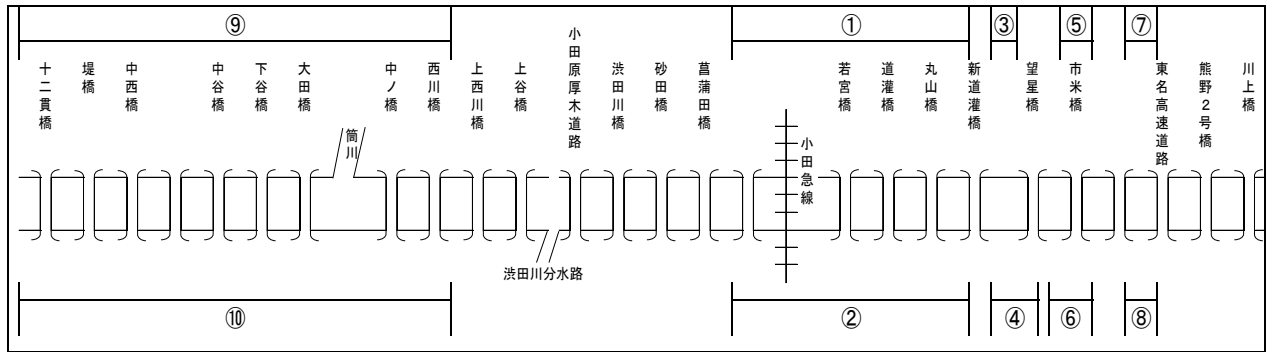 ⑨
①
③
⑤
⑦
十二貫橋
堤橋
中西橋
中谷橋
下谷橋
大田橋
中ノ橋
西川橋
上西川橋
上谷橋
小田原厚木道路
渋田川橋
砂田橋
菖蒲田橋
若宮橋
道灌橋
丸山橋
新道灌橋
望星橋
市米橋
東名高速道路
熊野2号橋
川上橋
筒川
小田急線
渋田川分水路
⑩
②
④
⑥
⑧